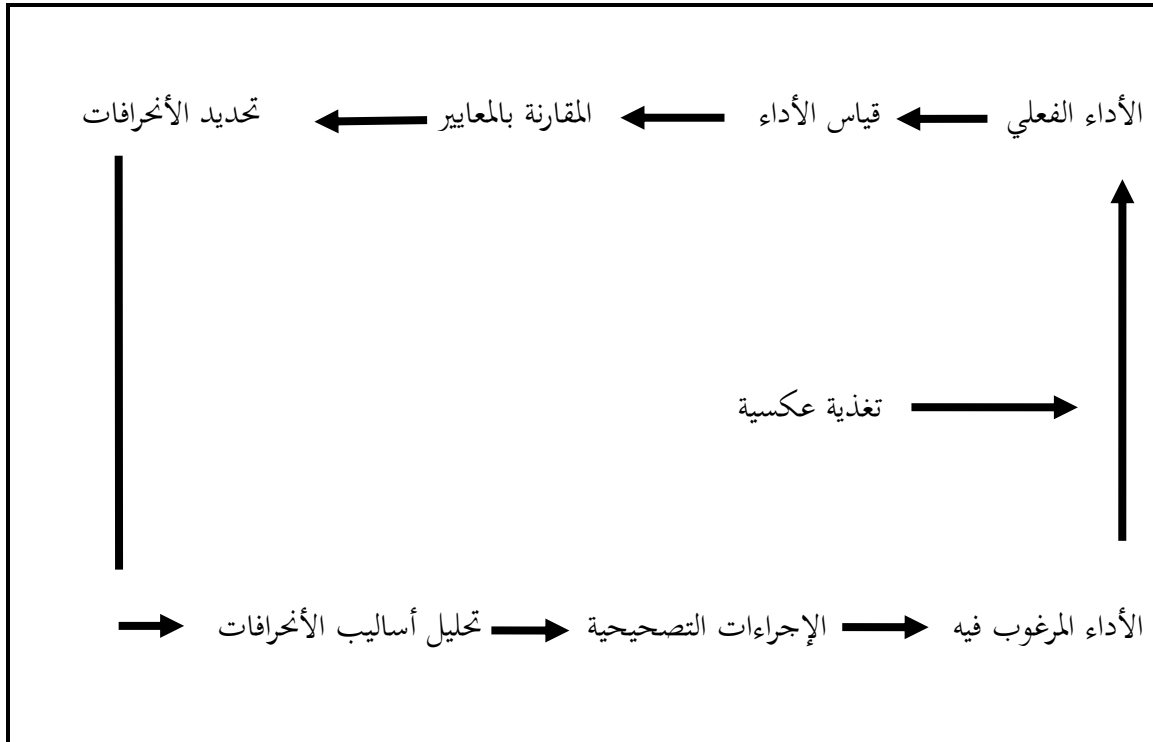 الأداء الفعلي قياس الأداء المقارنة بالمعايير تحديد الأنحرافات
تغذية عكسية
الأداء المرغوب فيه الإجراءات التصحيحية تحليل أساليب الأنحرافات